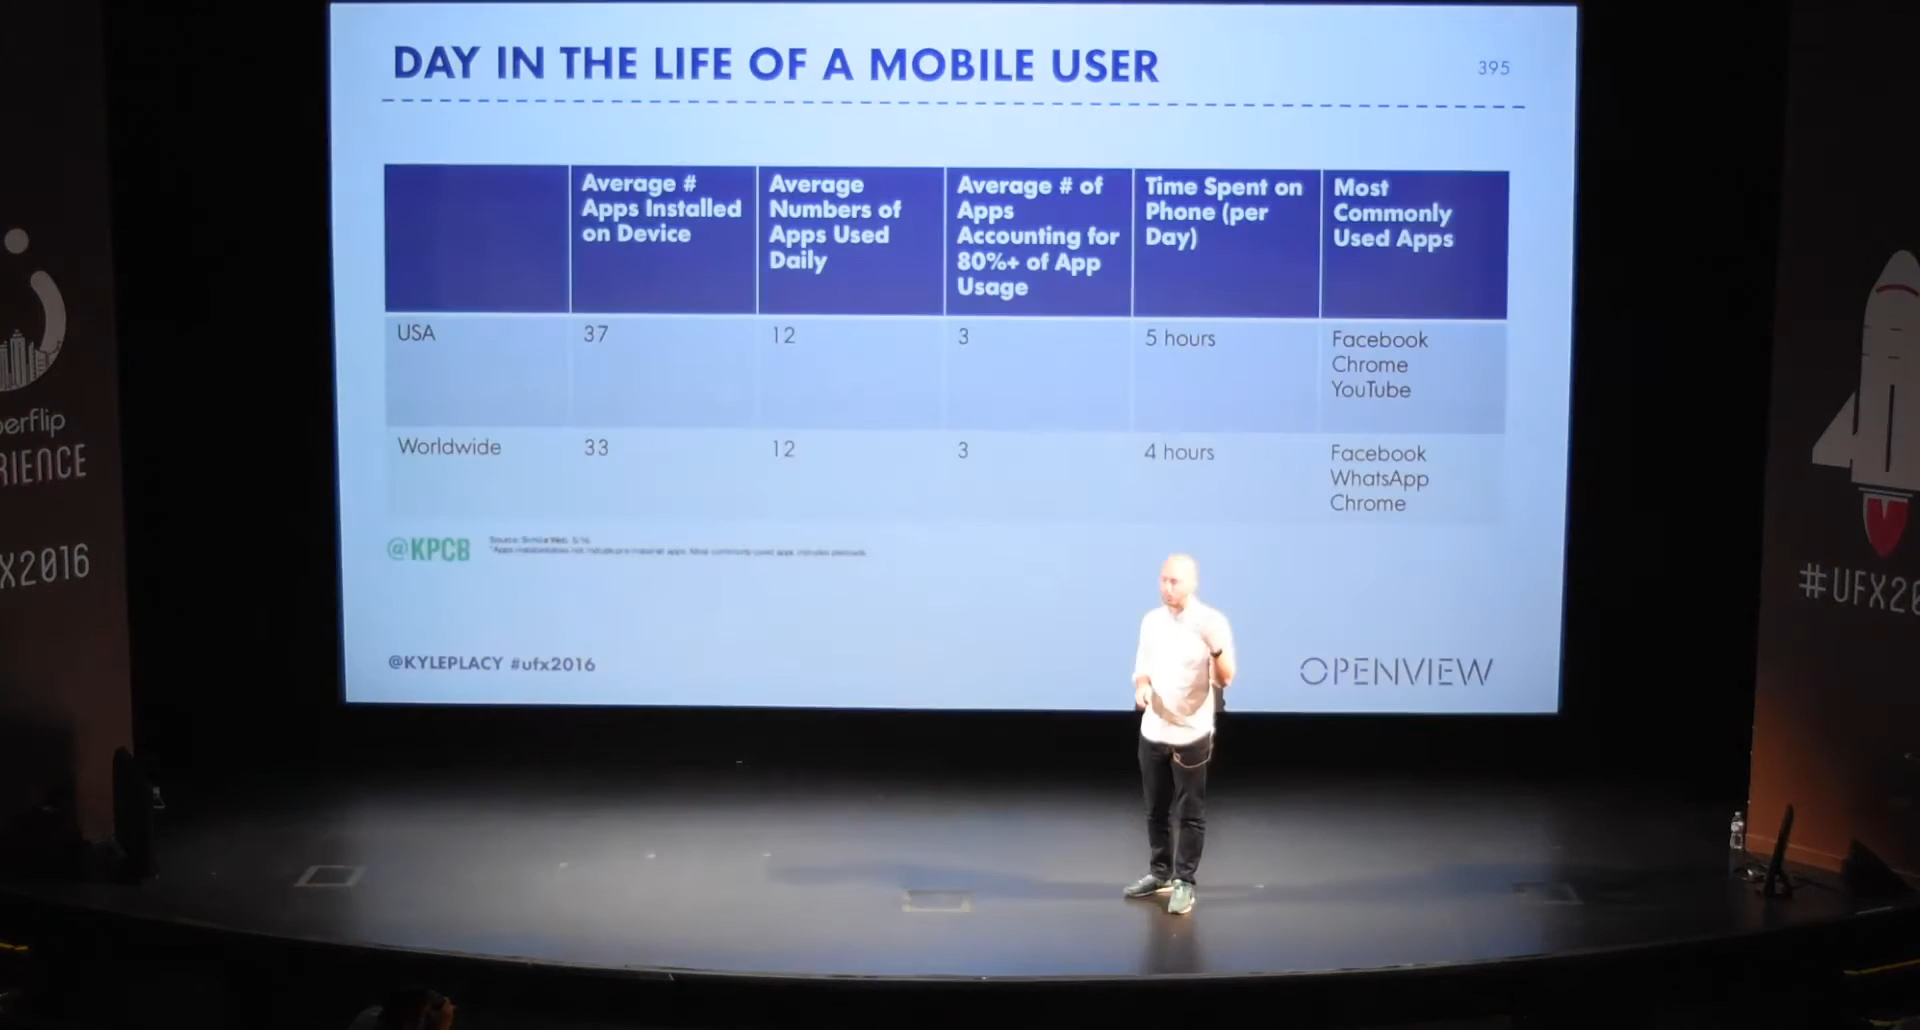 DAY IN THE LIFE OF A MOBILE USER
395
Average #
Apps Installed
on Device
Average
Numbers of
Apps Used
Daily
Average # of
Apps
Accounting for
80%+ of App
Usage
Time Spent on
Phone (per
Day)
Most
Commonly
Used Apps
USA
37
12
3
5 hours
Facebook
Chrome
YouTube
Worldwide
33
12
3
4 hours
Facebook
WhatsApp
Chrome
@KPCB
@KYLEPLACY #ufx2016
OPENVIEW
erflip
RIENCE
X2016
#UFX20